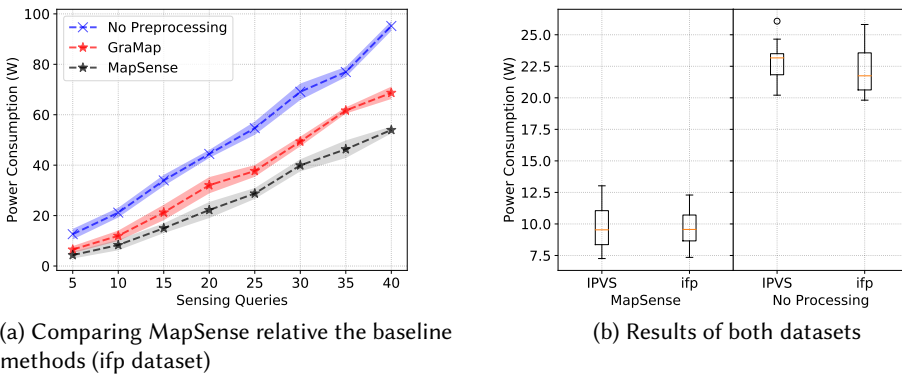 Power Consumption (W)
100
80
60
40
20
0
No Preprocessing
GraMap
MapSense
5 10 15 20 25 30 35 40
Sensing Queries
(a) Comparing MapSense relative the baseline
methods (ifp dataset)
Power Consumption (W)
25.0
22.5
20.0
17.5
15.0
12.5
10.0
7.5
IPVS ifp IPVS ifp
MapSense No Processing
(b) Results of both datasets